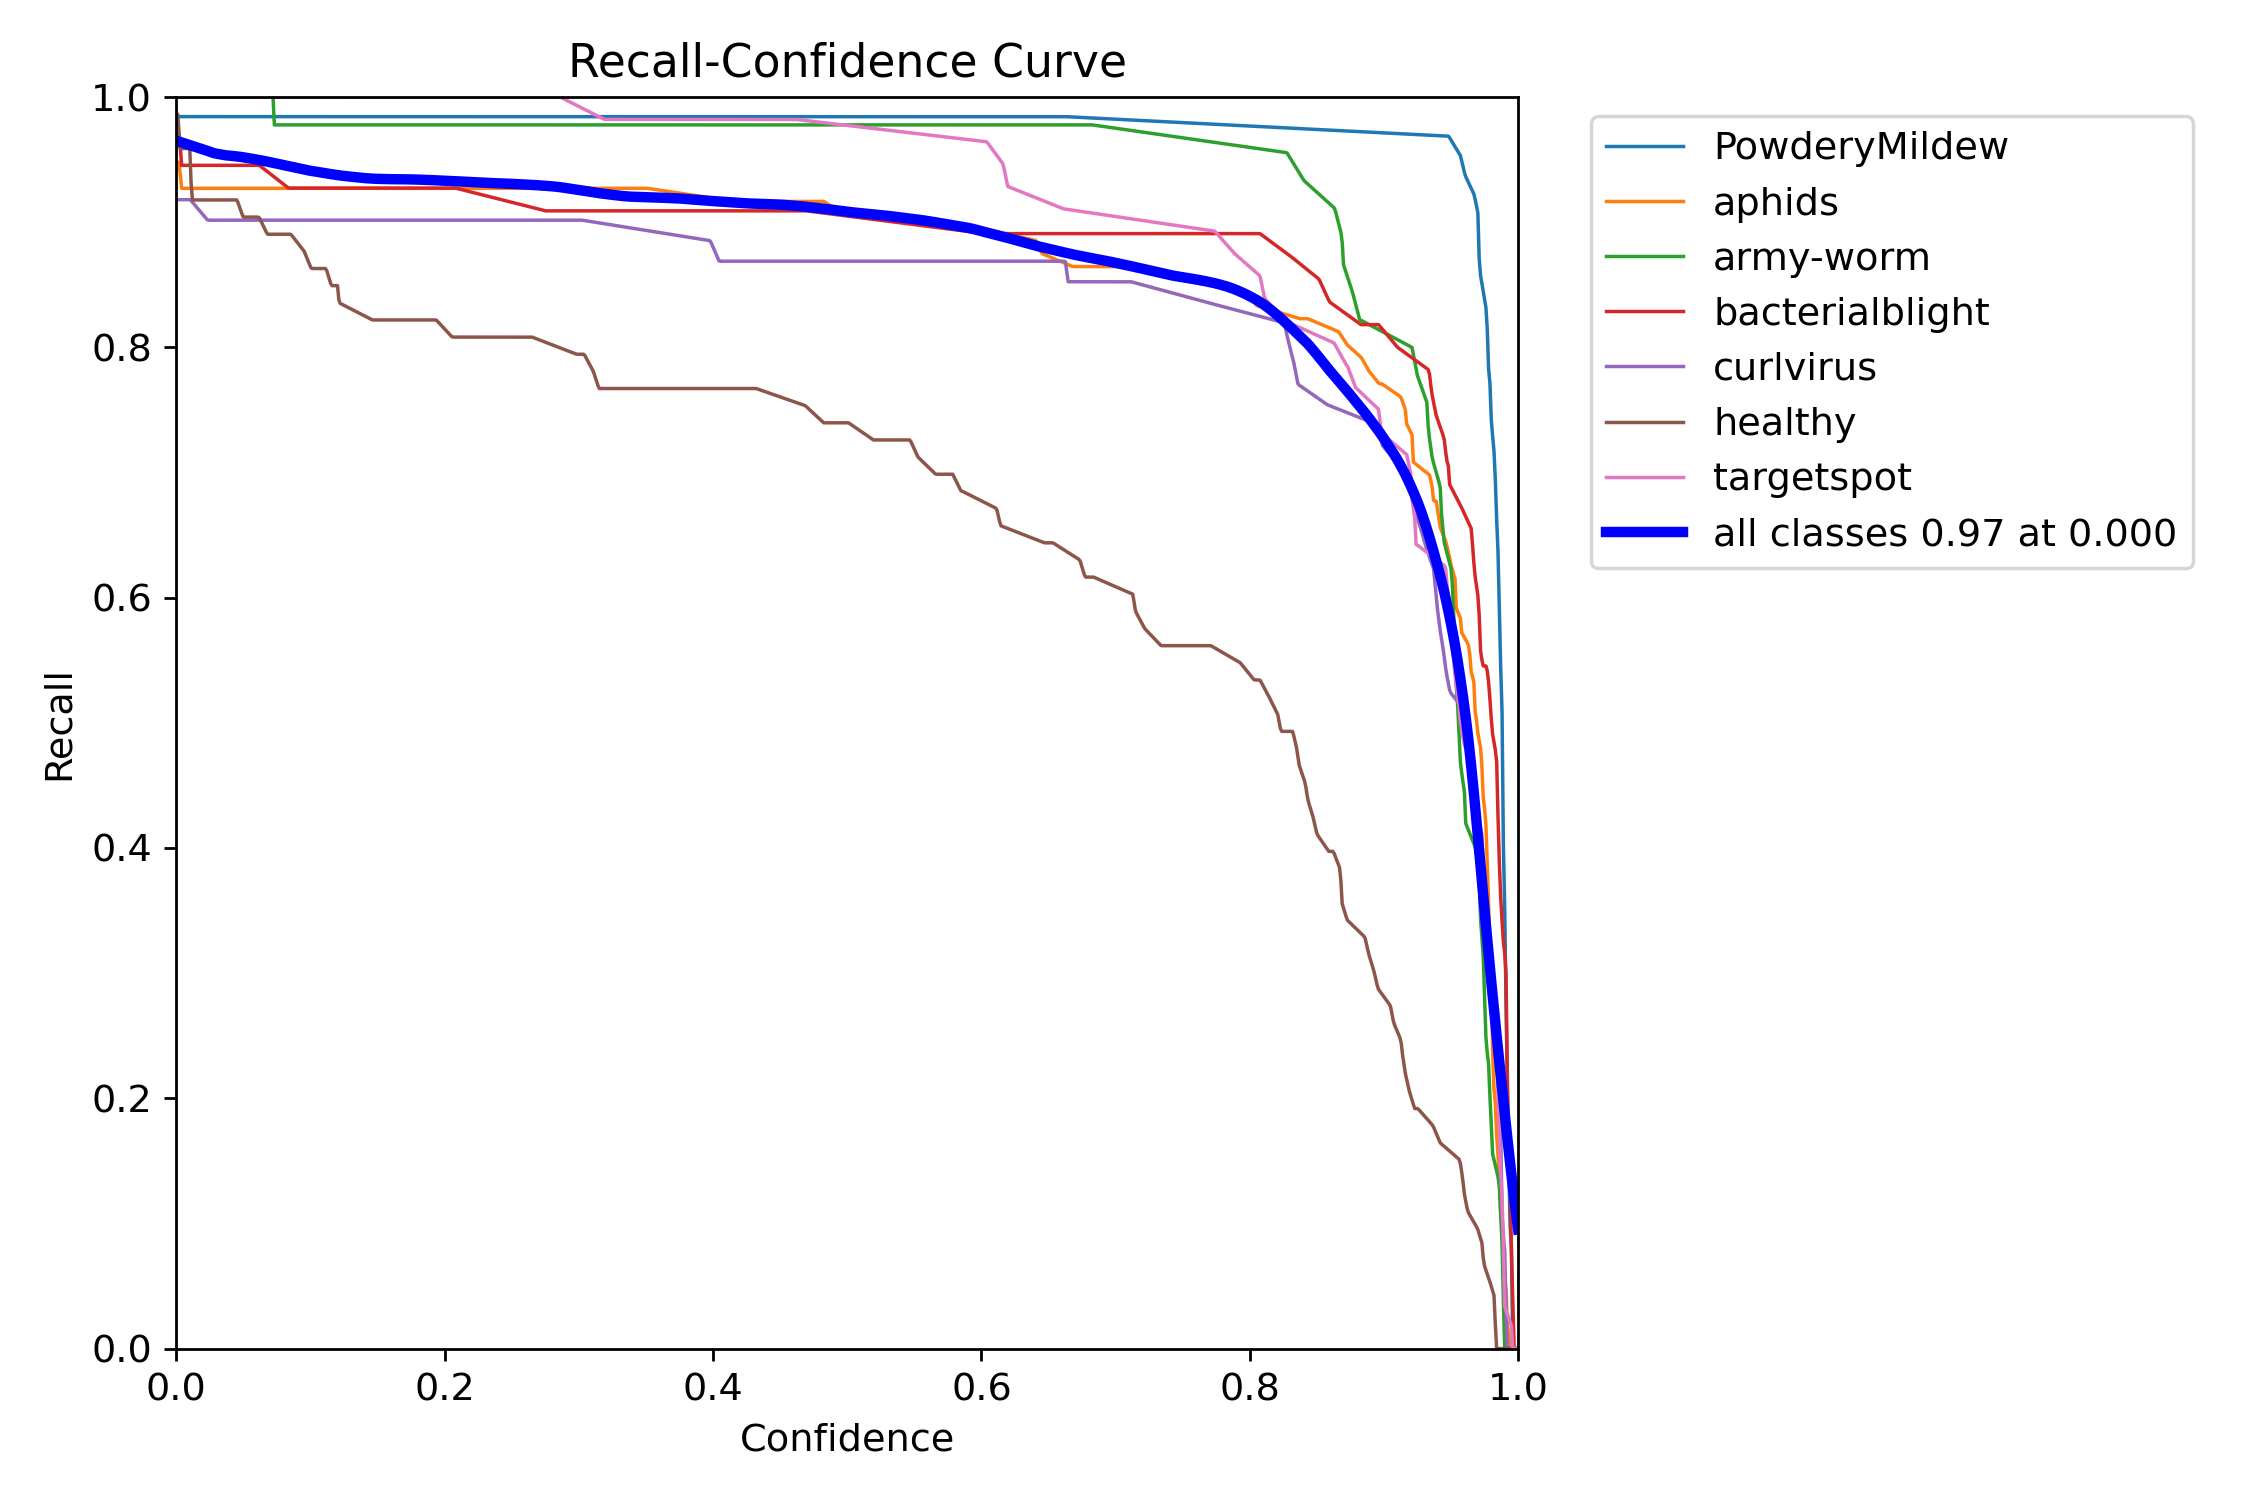 Recall-Confidence Curve
1.0
0.8
0.6
0.4
0.2
0.0
Recall
0.0 0.2 0.4 0.6 0.8 1.0
Confidence
PowderyMildew
aphids
army-worm
bacterialblight
curlvirus
healthy
targetspot
all classes 0.97 at 0.000